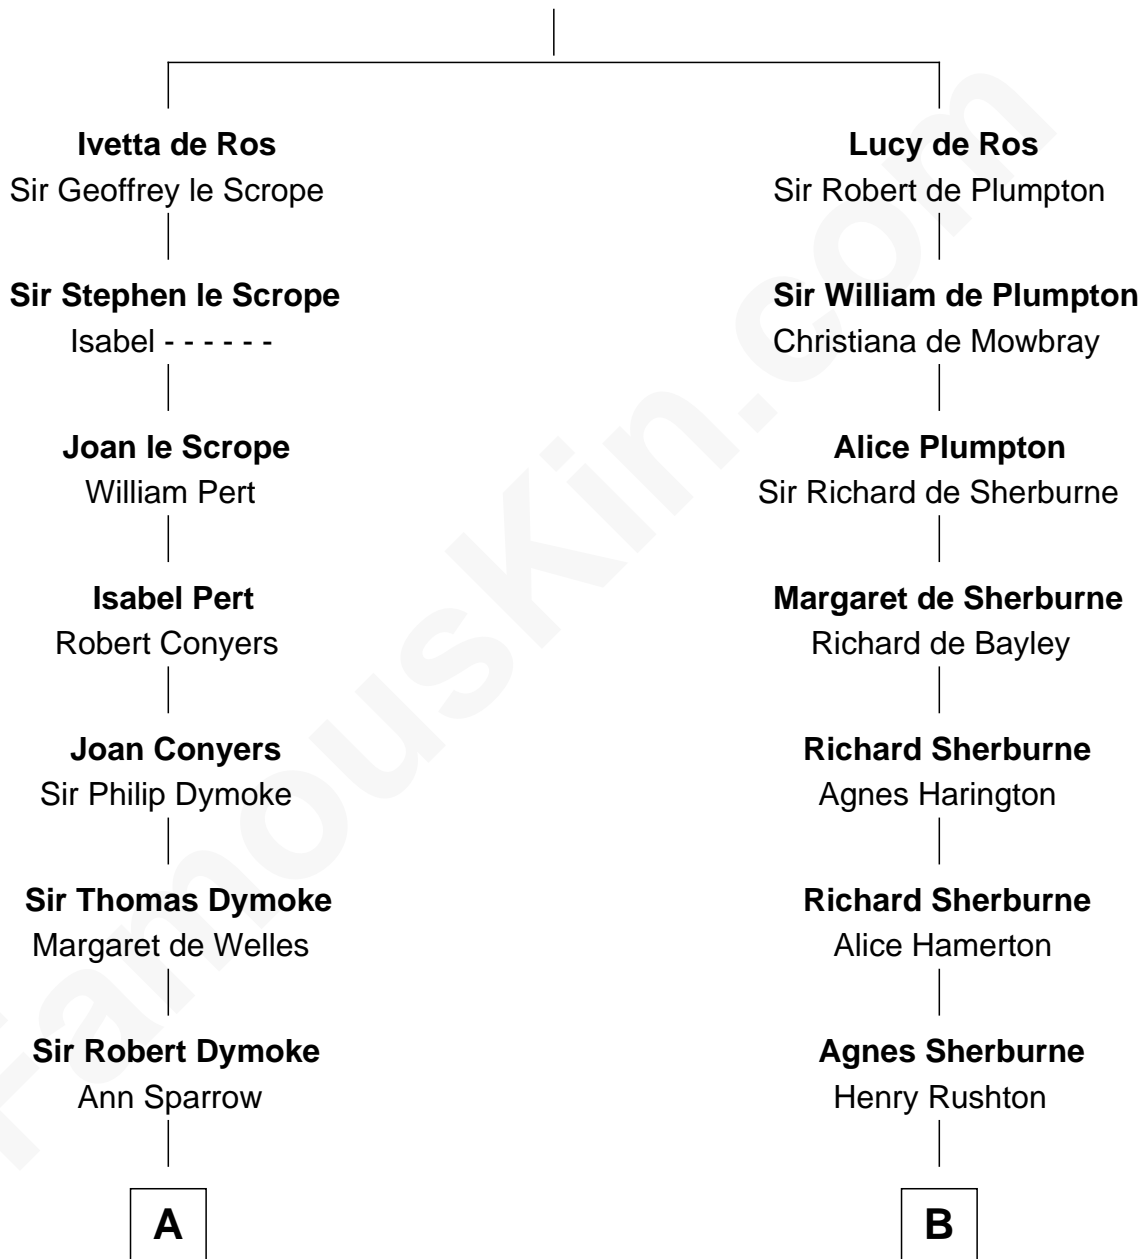 Ivetta de Ros
Sir Geoffrey le Scrope
Sir Stephen le Scrope
Isabel - - - - - -
Joan le Scrope
William Pert
Isabel Pert
Robert Conyers
Joan Conyers
Sir Philip Dymoke
Sir Thomas Dymoke
Margaret de Welles
Sir Robert Dymoke
Ann Sparrow
A
Lucy de Ros
Sir Robert de Plumpton
Sir William de Plumpton
Christiana de Mowbray
Alice Plumpton
Sir Richard de Sherburne
Margaret de Sherburne
Richard de Bayley
Richard Sherburne
Agnes Harington
Richard Sherburne
Alice Hamerton
Agnes Sherburne
Henry Rushton
B
FamousKin.com